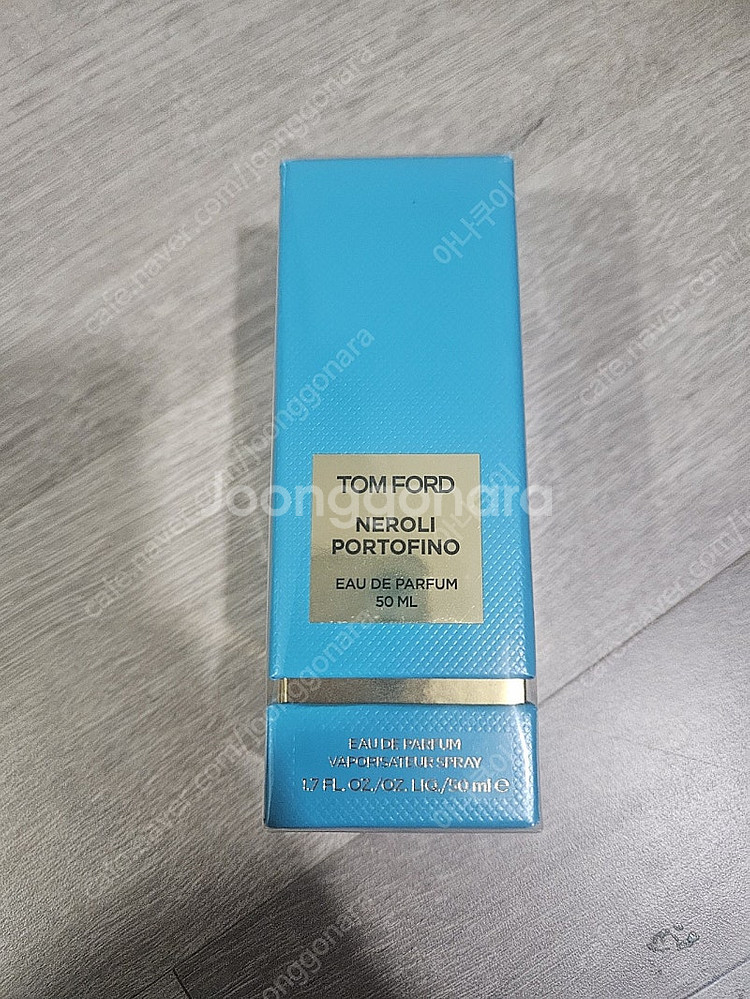 TOM FORD
NEROLI
PORTOFINO
EAU DE PARFUM
50 ML
EAU DE PARFUM
VAPORISATEUR SPRAY
1.7 FL. OZ./OZ. LIQ./50 ml ℮
Joonggonara
cafe.naver.com/joonggonara
아나쿠이